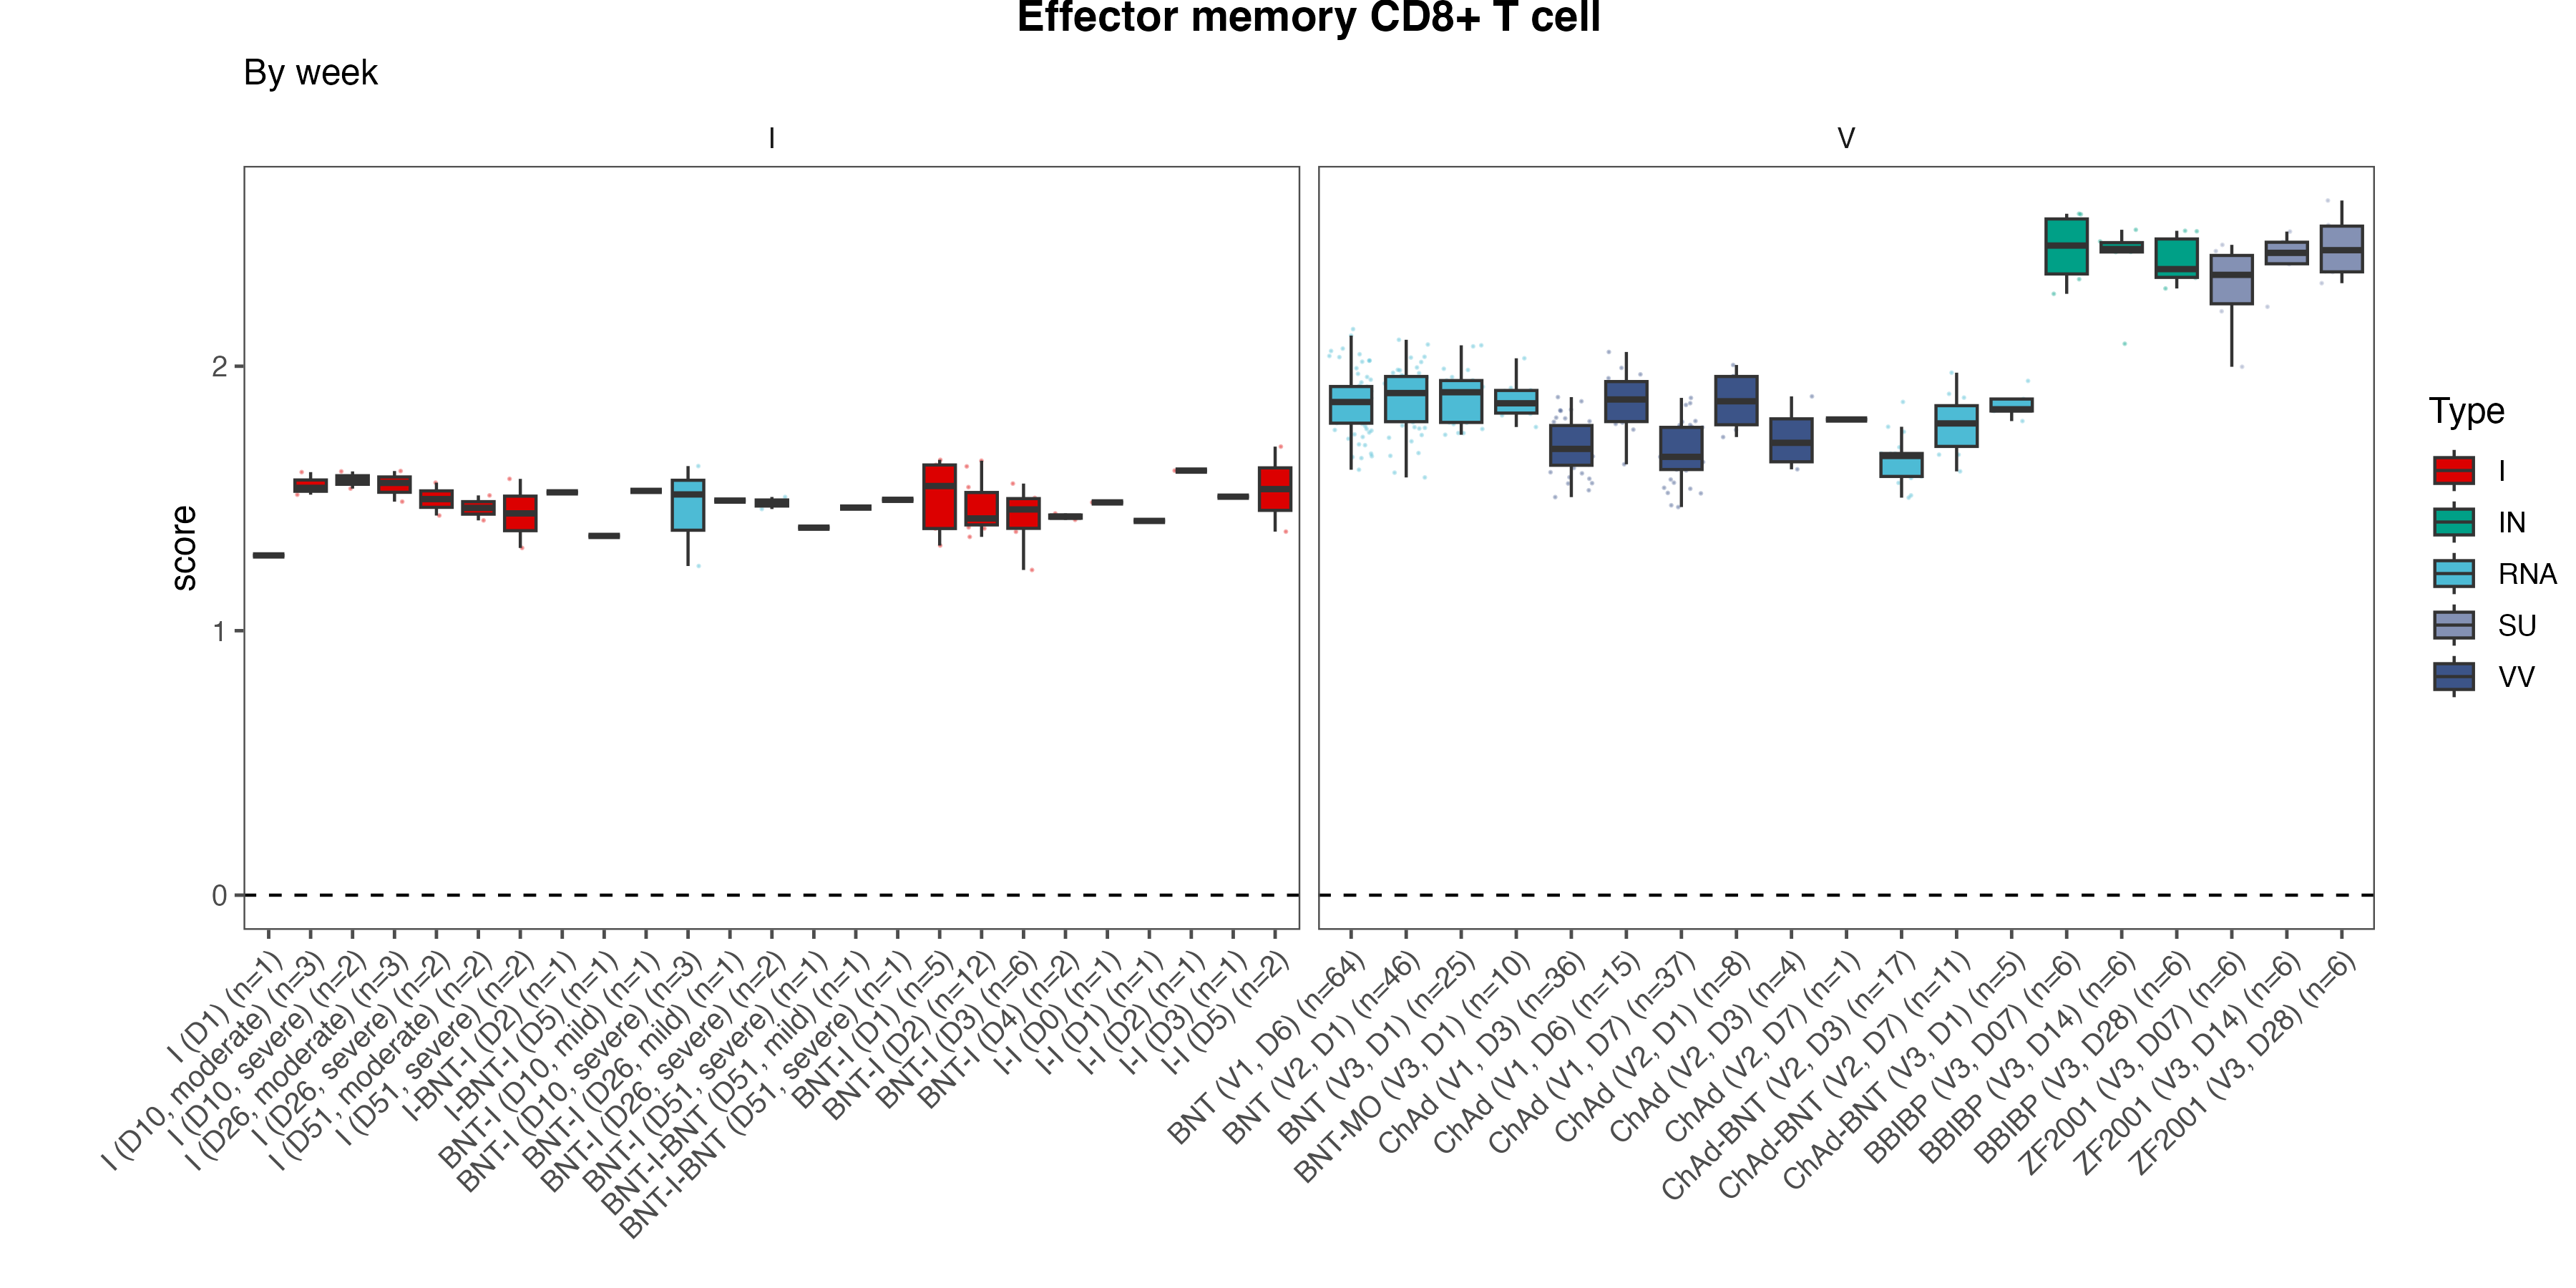 Effector memory CD8+ T cell
By week
I
V
score
2
1
0
I (D1) (n=1)
I (D10, moderate) (n=3)
I (D10, severe) (n=2)
I (D26, moderate) (n=3)
I (D26, severe) (n=2)
I (D51, moderate) (n=2)
I (D51, severe) (n=2)
I-BNT-I (D2) (n=1)
I-BNT-I (D5) (n=1)
BNT-I (D10, mild) (n=1)
BNT-I (D10, severe) (n=3)
BNT-I (D26, mild) (n=1)
BNT-I (D26, severe) (n=2)
BNT-I (D51, severe) (n=1)
BNT-I-BNT (D51, mild) (n=1)
BNT-I-BNT (D51, severe) (n=1)
BNT-I (D1) (n=5)
BNT-I (D2) (n=12)
BNT-I (D3) (n=6)
BNT-I (D4) (n=2)
I-I (D0) (n=1)
I-I (D1) (n=1)
I-I (D2) (n=1)
I-I (D3) (n=1)
I-I (D5) (n=2)
BNT (V1, D6) (n=64)
BNT (V2, D1) (n=46)
BNT (V3, D1) (n=25)
BNT-MO (V3, D1) (n=10)
ChAd (V1, D3) (n=36)
ChAd (V1, D6) (n=15)
ChAd (V1, D7) (n=37)
ChAd (V2, D1) (n=8)
ChAd (V2, D3) (n=4)
ChAd (V2, D7) (n=1)
ChAd-BNT (V2, D3) (n=17)
ChAd-BNT (V2, D7) (n=11)
ChAd-BNT (V3, D1) (n=5)
BBIBP (V3, D07) (n=6)
BBIBP (V3, D14) (n=6)
BBIBP (V3, D28) (n=6)
ZF2001 (V3, D07) (n=6)
ZF2001 (V3, D14) (n=6)
ZF2001 (V3, D28) (n=6)
Type
I
IN
RNA
SU
VV